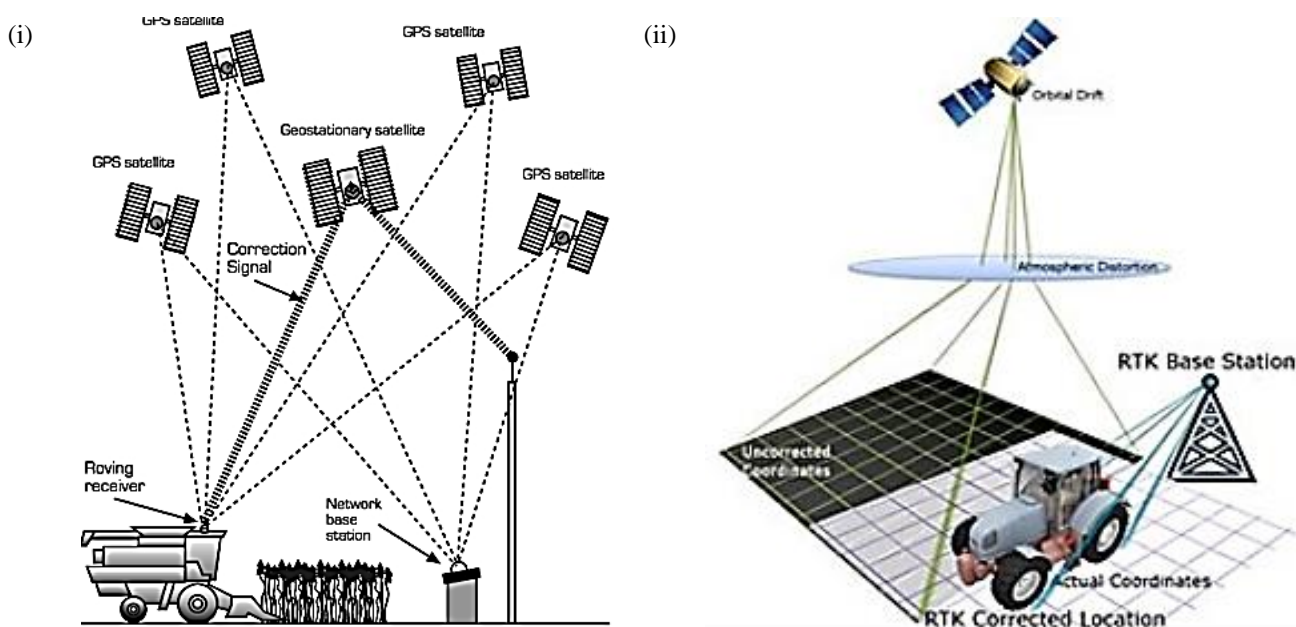 (i)
GPS satellite
GPS satellite
(ii)
Orbital Drift
Geostationary satellite
GPS satellite
GPS satellite
Correction
Signal
Atmospheric Distortion
RTK Base Station
Uncorrected
Coordinates
Roving
receiver
Network
base
station
Actual Coordinates
RTK Corrected Location